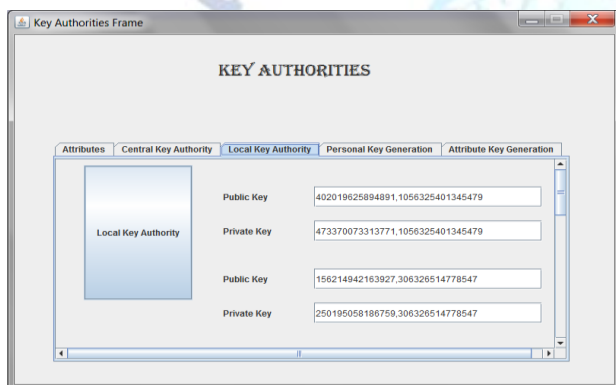 Key Authorities Frame
KEY AUTHORITIES
Attributes Central Key Authority Local Key Authority Personal Key Generation Attribute Key Generation
Local Key Authority
Public Key 402019625894891,1056325401345479
Private Key 473370073313771,1056325401345479
Public Key 156214942163927,306326514778547
Private Key 250195058186759,306326514778547